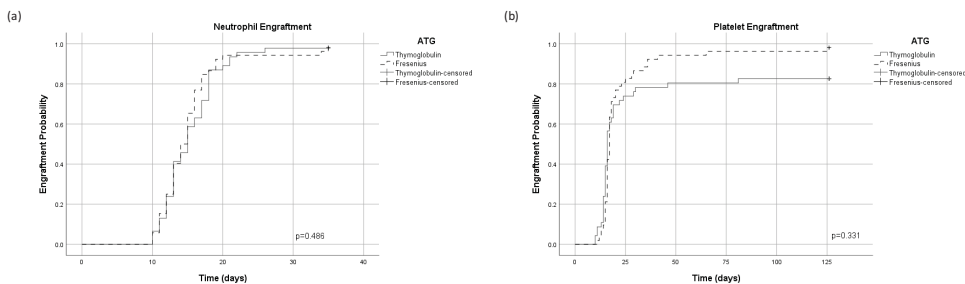 (a)
Neutrophil Engraftment
ATG
Thymoglobulin
Fresenius
Thymoglobulin-censored
Fresenius-censored
Engraftment Probability
1.0
0.8
0.6
0.4
0.2
0.0
p=0.486
0 10 20 30 40
Time (days)
(b)
Platelet Engraftment
ATG
Thymoglobulin
Fresenius
Thymoglobulin-censored
Fresenius-censored
Engraftment Probability
1.0
0.8
0.6
0.4
0.2
0.0
p=0.331
0 25 50 75 100 125
Time (days)